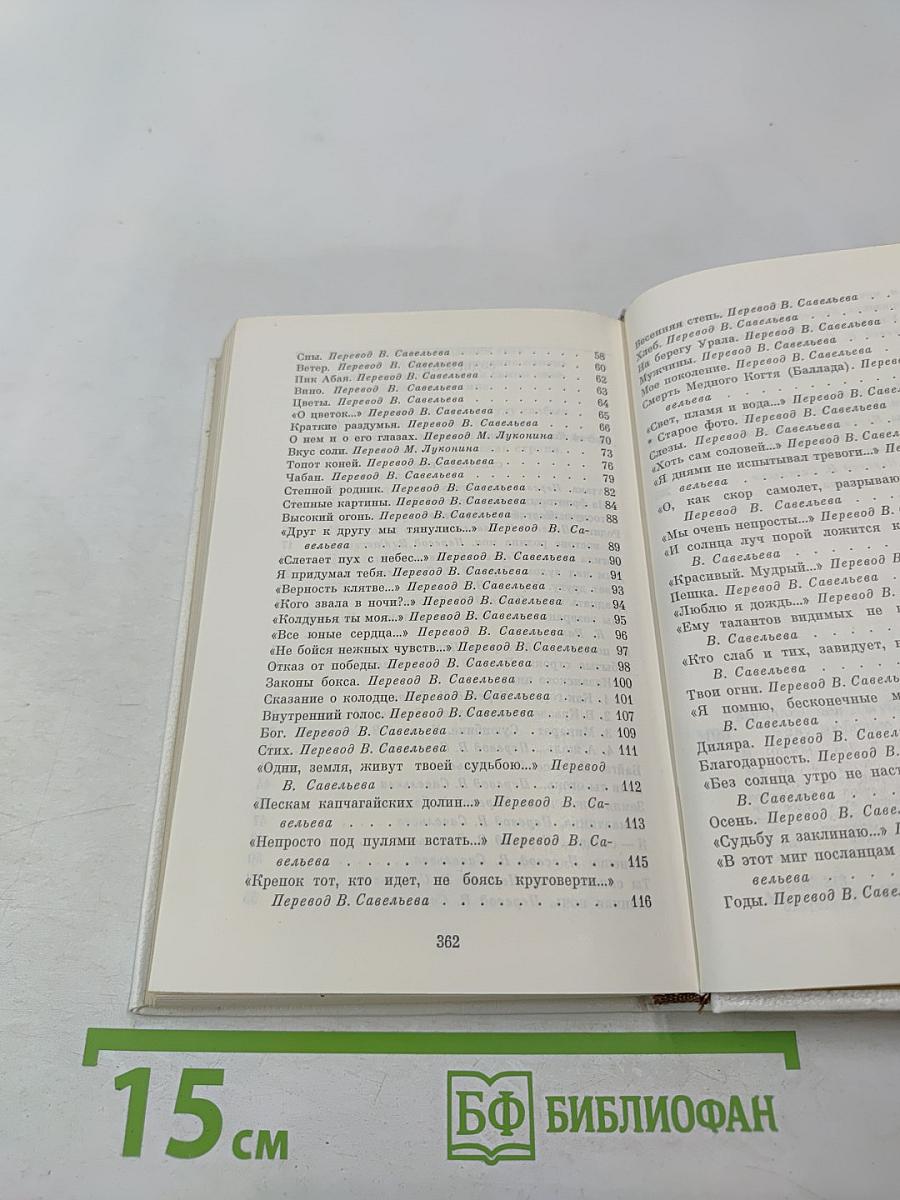 Сны. Перевод В. Савельева . . . . . . . . . 58
Ветер. Перевод В. Савельева . . . . . . . . 60
Пик Абая. Перевод В. Савельева . . . . . . . 62
Вино. Перевод В. Савельева . . . . . . . . 63
Цветы. Перевод В. Савельева . . . . . . . . 64
«О цветок...» Перевод В. Савельева . . . . . . 65
Краткие раздумья. Перевод В. Савельева . . . . 66
О нем и о его глазах. Перевод М. Луконина . . . 70
Вкус соли. Перевод М. Луконина . . . . . . . 73
Топот коней. Перевод В. Савельева . . . . . . 76
Чабан. Перевод В. Савельева . . . . . . . . 79
Степной родник. Перевод В. Савельева . . . . . 82
Степные картины. Перевод В. Савельева . . . . 84
Высокий огонь. Перевод В. Савельева . . . . . 88
«Друг к другу мы тянулись...» Перевод В. Са-
вельева . . . . . . . . . . . . . . 89
«Слетает пух с небес...» Перевод В. Савельева . 90
Я придумал тебя. Перевод В. Савельева . . . . 91
«Верность клятве...» Перевод В. Савельева . . . 93
«Кого звала в ночи?..» Перевод В. Савельева . . 94
«Колдунья ты моя...» Перевод В. Савельева . . . 95
«Все юные сердца...» Перевод В. Савельева . . . 96
«Не бойся нежных чувств...» Перевод В. Савельева 97
Отказ от победы. Перевод В. Савельева . . . . 98
Законы бокса. Перевод В. Савельева . . . . . 100
Сказание о колодце. Перевод В. Савельева . . . 101
Внутренний голос. Перевод В. Савельева . . . . 107
Бог. Перевод В. Савельева . . . . . . . . 109
Стих. Перевод В. Савельева . . . . . . . . 111
«Одни, земля, живут твоей судьбою...» Перевод
В. Савельева . . . . . . . . . . . . 112
«Пескам капчагайских долин...» Перевод В. Са-
вельева . . . . . . . . . . . . . . 113
«Непросто под пулями встать...» Перевод В. Са-
вельева . . . . . . . . . . . . . . 115
«Крепок тот, кто идет, не боясь круговерти...»
Перевод В. Савельева . . . . . . . . . . 116
362
Весенняя степь. Перевод В. Савельева . .
Хлеб. Перевод В. Савельева . . . . .
На берегу Урала. Перевод В. Савельева .
Мужчины. Перевод В. Савельева . . .
Мое поколение. Перевод В. Савельева . .
Смерть Медного Когтя (Баллада).
вельева . . . . . . . .
«Свет, пламя и вода...» Перевод В.
* Старое фото. Перевод В. Савельева . .
Слезы. Перевод В. Савельева . . . .
«Хоть сам соловей...» Перевод В.
«Я днями не испытывал тревоги...»
вельева . . . . . . . .
«О, как скор самолет,
Перевод В. Савельева . . . .
«Мы очень непросты...» Перевод В.
«И солнца луч порой ложится
В. Савельева . . . . . .
«Красивый. Мудрый...» Перевод В.
Пешка. Перевод В. Савельева . .
«Люблю я дождь...» Перевод В.
«Ему талантов видимых не
В. Савельева . . . . . .
«Кто слаб и тих, завидует,
В. Савельева . . . . . .
Твои огни. Перевод В.
«Я помню, бесконечные
В. Савельева . . . . . .
Диляра. Перевод В.
Благодарность. Перевод В.
«Без солнца утро не
В. Савельева . . . . . .
Осень. Перевод В.
«Судьбу я заклинаю...»
«В этот миг посланцам
вельева . . . . . .
Годы. Перевод В.
15 см
БФ БИБЛИОФАН